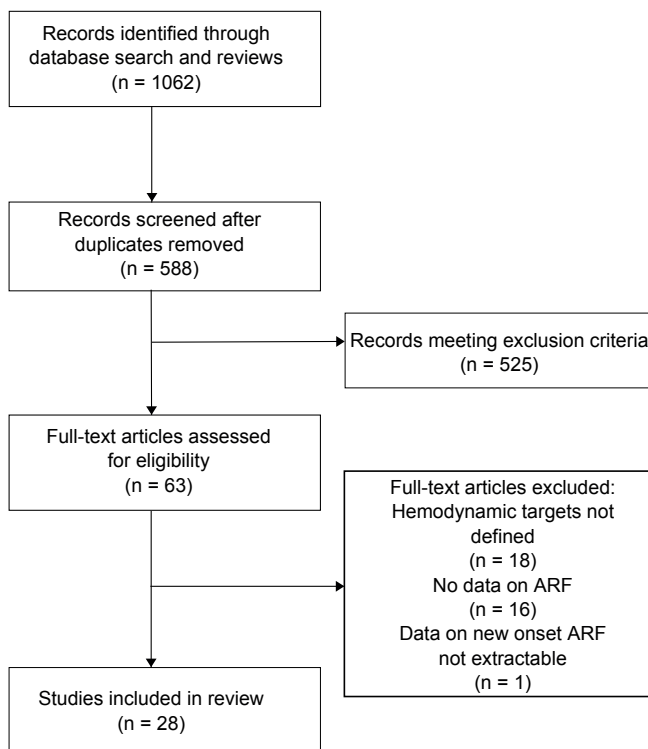 Records identified through
database search and reviews
(n = 1062)
Records screened after
duplicates removed
(n = 588)
Records meeting exclusion criteria
(n = 525)
Full-text articles assessed
for eligibility
(n = 63)
Full-text articles excluded:
Hemodynamic targets not
defined
(n = 18)
No data on ARF
(n = 16)
Data on new onset ARF
not extractable
(n = 1)
Studies included in review
(n = 28)